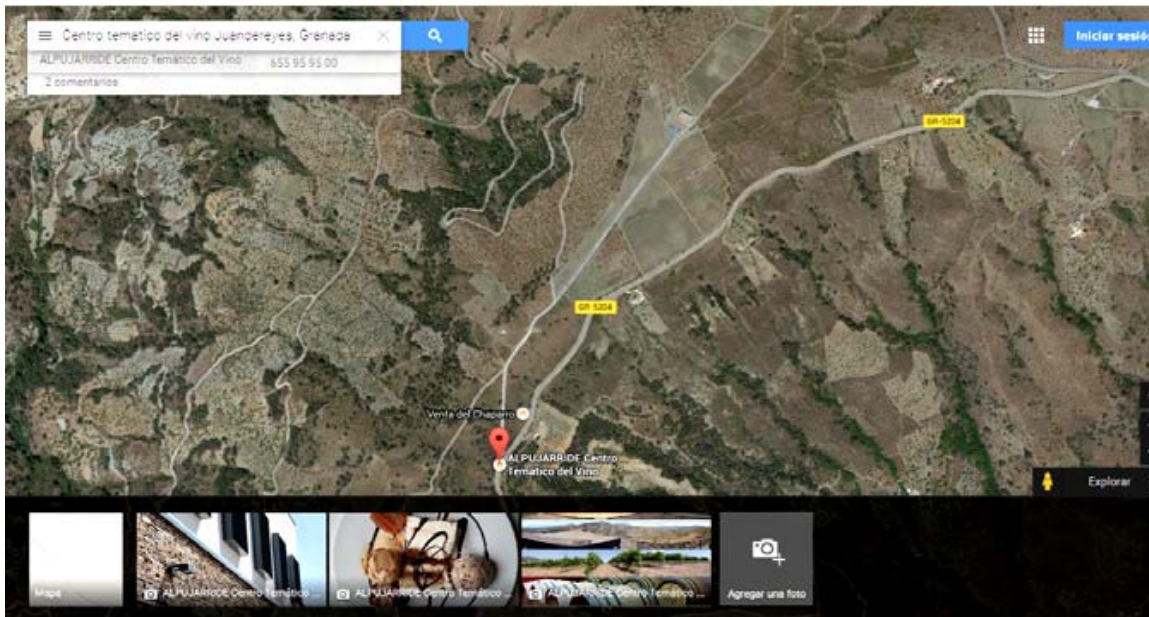 Centro tematico del vino Juandereyes, Granada
Iniciar sesió
ALPUJARRIDE Centro Temático del Vino 655 95 95 00
2 comentarios
GR-5204
GR-5204
Venta del Chaparro
ALPUJARRIDE Centro
Temático del Vino
Explorar
Mapa
ALPUJARRIDE Centro Temático ...
ALPUJARRIDE Centro Temático ...
ALPUJARRIDE Centro Temático ...
Agregar una foto